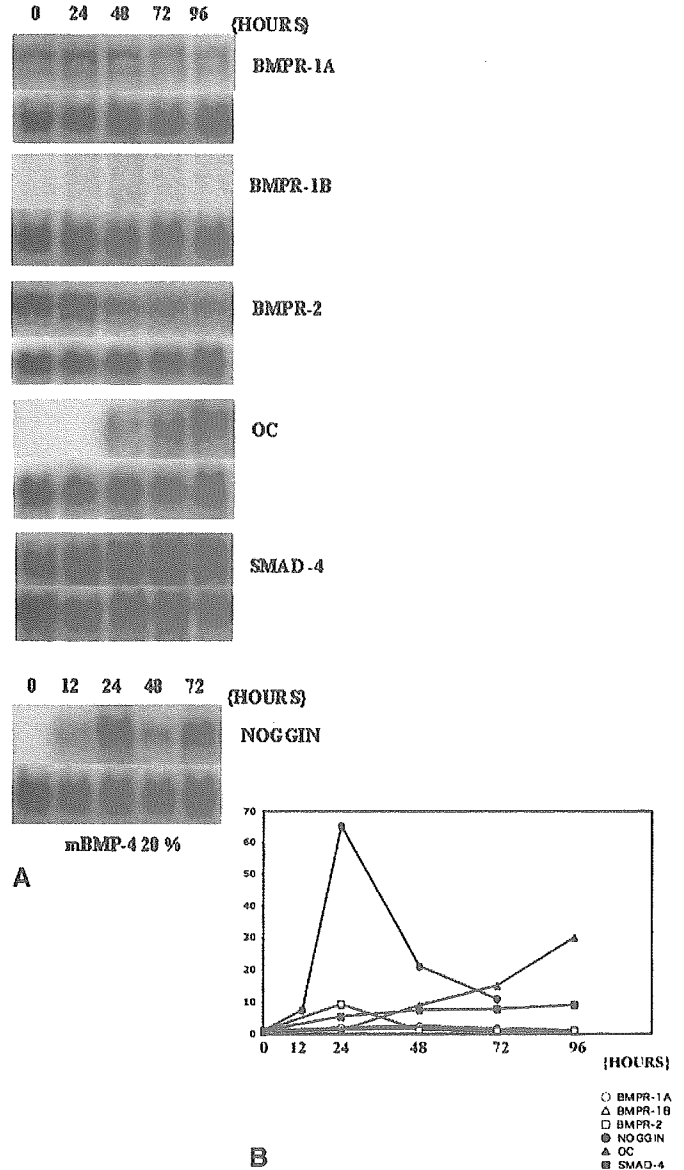 0 24 48 72 96 {HOURS}
BMPR-1A
BMPR-1B
BMPR-2
OC
SMAD-4
0 12 24 48 72 {HOURS}
NOGGIN
mBMP-4 20 %
A
70
60
50
40
30
20
10
0
0 12 24 48 72 96
{HOURS}
BMPR-1A
BMPR-1B
BMPR-2
NOGGIN
OC
SMAD-4
B